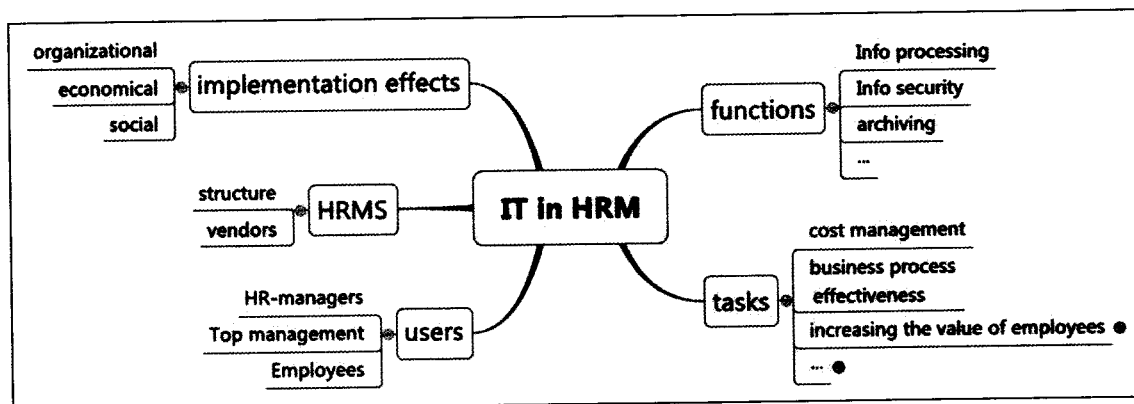 organizational
economical
social
implementation effects
structure
vendors
HRMS
HR-managers
Top management
Employees
users
IT in HRM
functions
Info processing
Info security
archiving
...
tasks
cost management
business process
effectiveness
increasing the value of employees
...